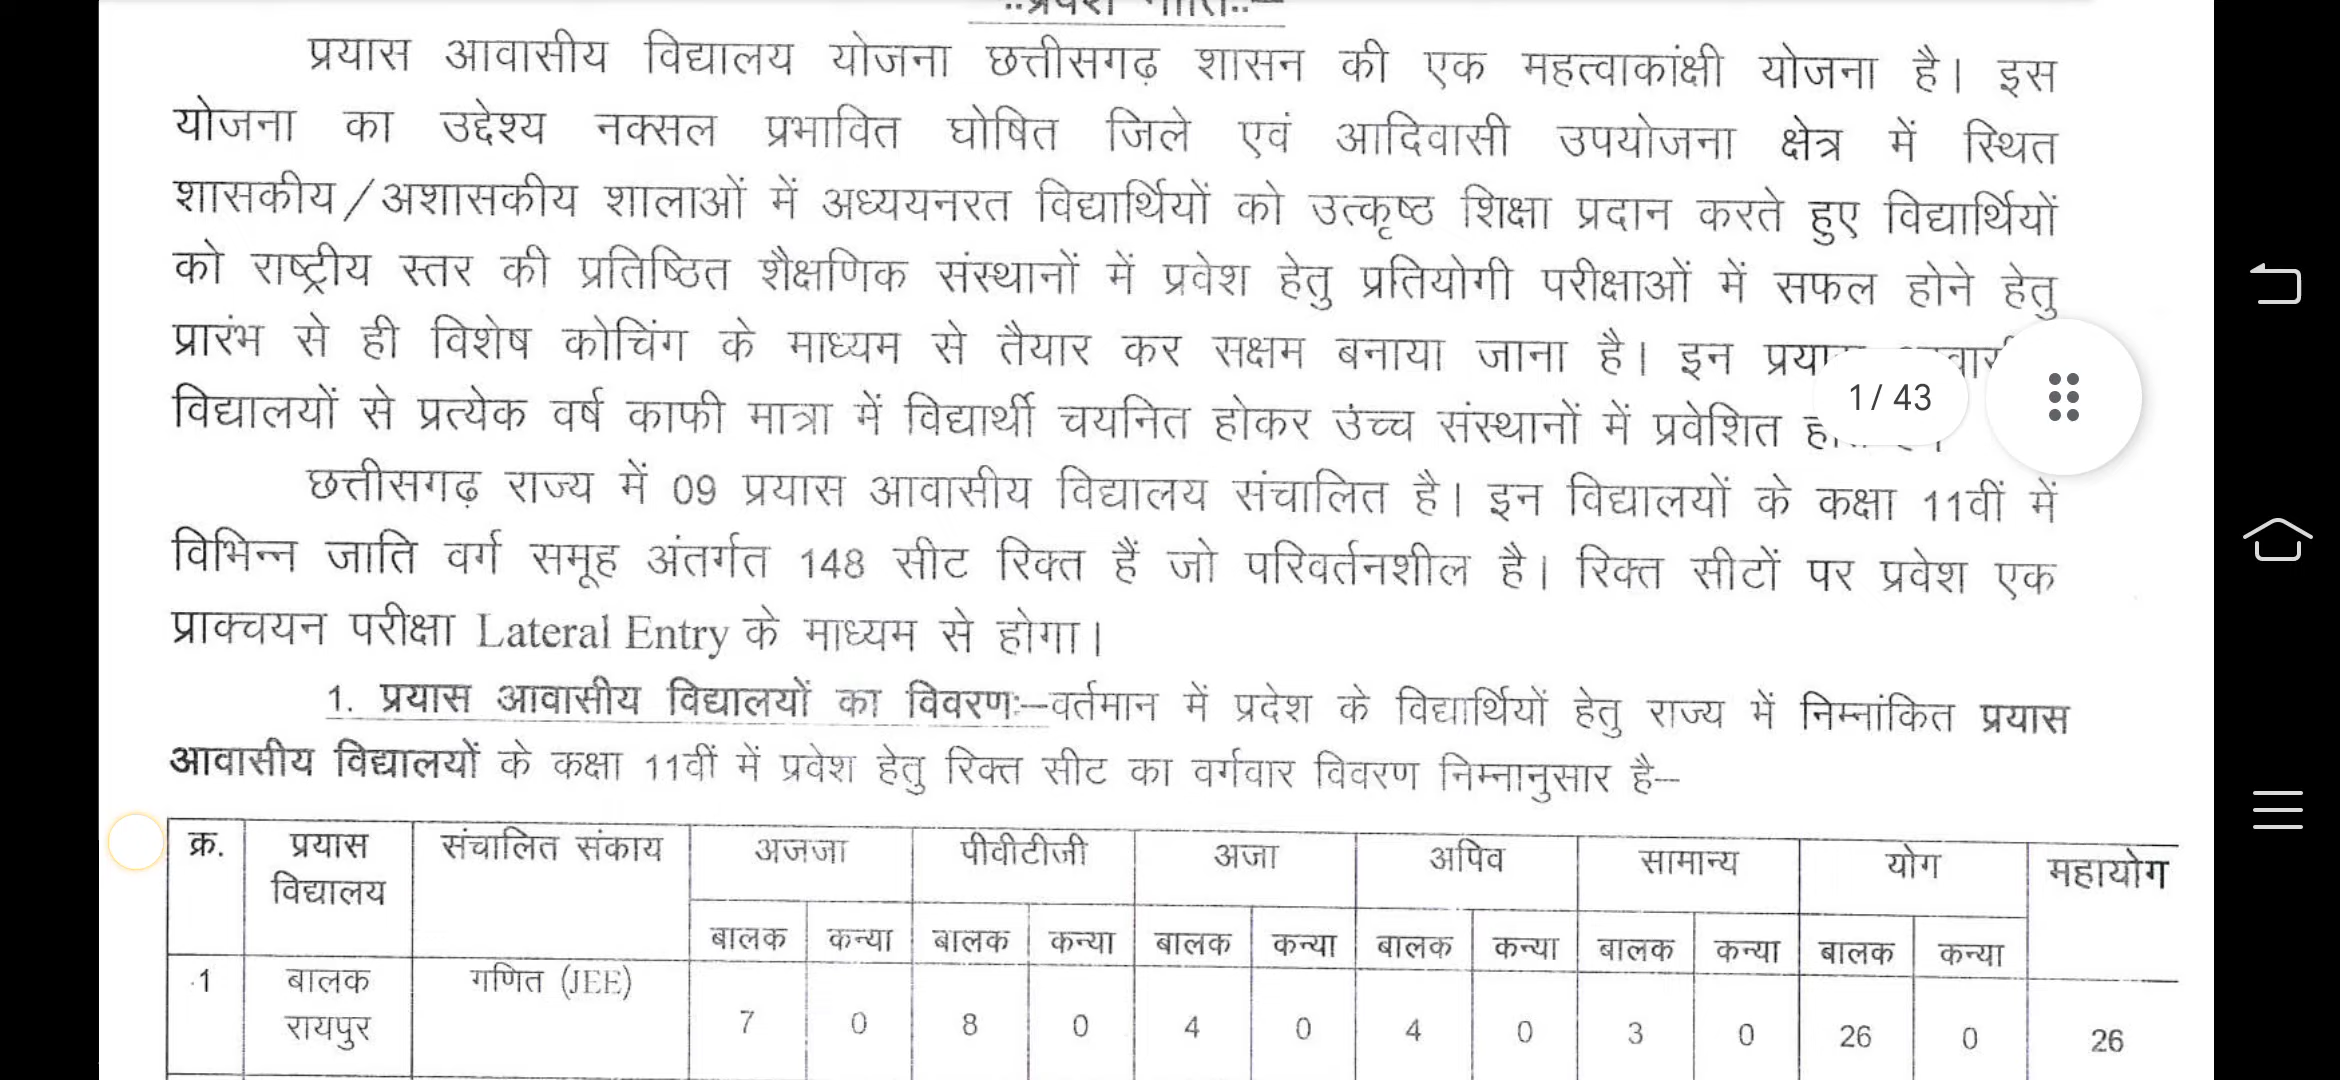 प्रयास आवासीय विद्यालय योजना छत्तीसगढ़ शासन की एक महत्वाकांक्षी योजना है। इस
योजना का उद्देश्य नक्सल प्रभावित घोषित जिले एवं आदिवासी उपयोजना क्षेत्र में स्थित
शासकीय/अशासकीय शालाओं में अध्ययनरत विद्यार्थियों को उत्कृष्ठ शिक्षा प्रदान करते हुए विद्यार्थियों
को राष्ट्रीय स्तर की प्रतिष्ठित शैक्षणिक संस्थानों में प्रवेश हेतु प्रतियोगी परीक्षाओं में सफल होने हेतु
प्रारंभ से ही विशेष कोचिंग के माध्यम से तैयार कर सक्षम बनाया जाना है। इन
1/ 43
विद्यालयों से प्रत्येक वर्ष काफी मात्रा में विद्यार्थी चयनित होकर उंच्च संस्थानों में प्रवेशित
छत्तीसगढ़ राज्य में 09 प्रयास आवासीय विद्यालय संचालित है। इन विद्यालयों के कक्षा 11वीं में
विभिन्न जाति वर्ग समूह अंतर्गत 148 सीट रिक्त हैं जो परिवर्तनशील है। रिक्त सीटों पर प्रवेश एक
प्राक्चयन परीक्षा Lateral Entry के माध्यम से होगा।
1. प्रयास आवासीय विद्यालयों का विवरणः–वर्तमान में प्रदेश के विद्यार्थियों हेतु राज्य में निम्नांकित प्रयास
आवासीय विद्यालयों के कक्षा 11वीं में प्रवेश हेतु रिक्त सीट का वर्गवार विवरण निम्नानुसार है–
क्र. प्रयास संचालित संकाय अजजा पीवीटीजी अजा अपिव सामान्य योग महायोग
विद्यालय
बालक कन्या बालक कन्या बालक कन्या बालक कन्या बालक कन्या बालक कन्या
1 बालक गणित (JEE)
रायपुर 7 0 8 0 4 0 4 0 3 0 26 0 26